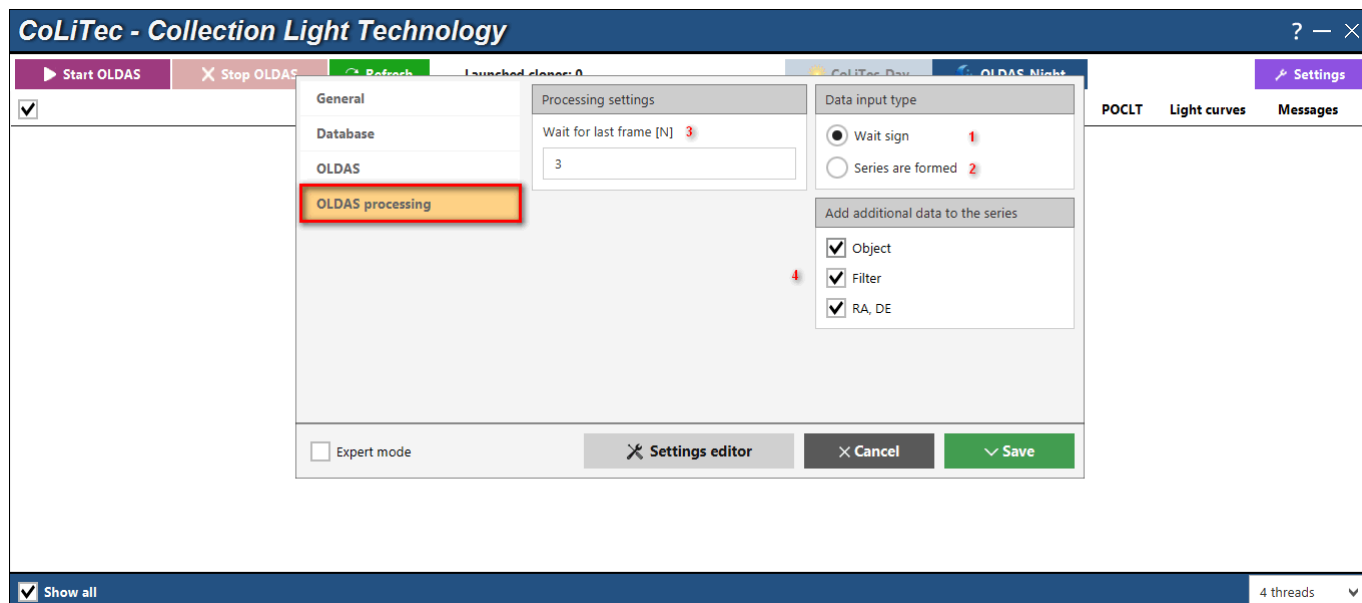 CoLiTec - Collection Light Technology
?
Start OLDAS
Stop OLDAS
Refresh
Launched clones: 0
CoLiTec Day
OLDAS Night
Settings
POCLT
Light curves
Messages
General
Database
OLDAS
OLDAS processing
Processing settings
Wait for last frame [N] 3
3
Data input type
Wait sign 1
Series are formed 2
Add additional data to the series
4
Object
Filter
RA, DE
Expert mode
Settings editor
Cancel
Save
Show all
4 threads